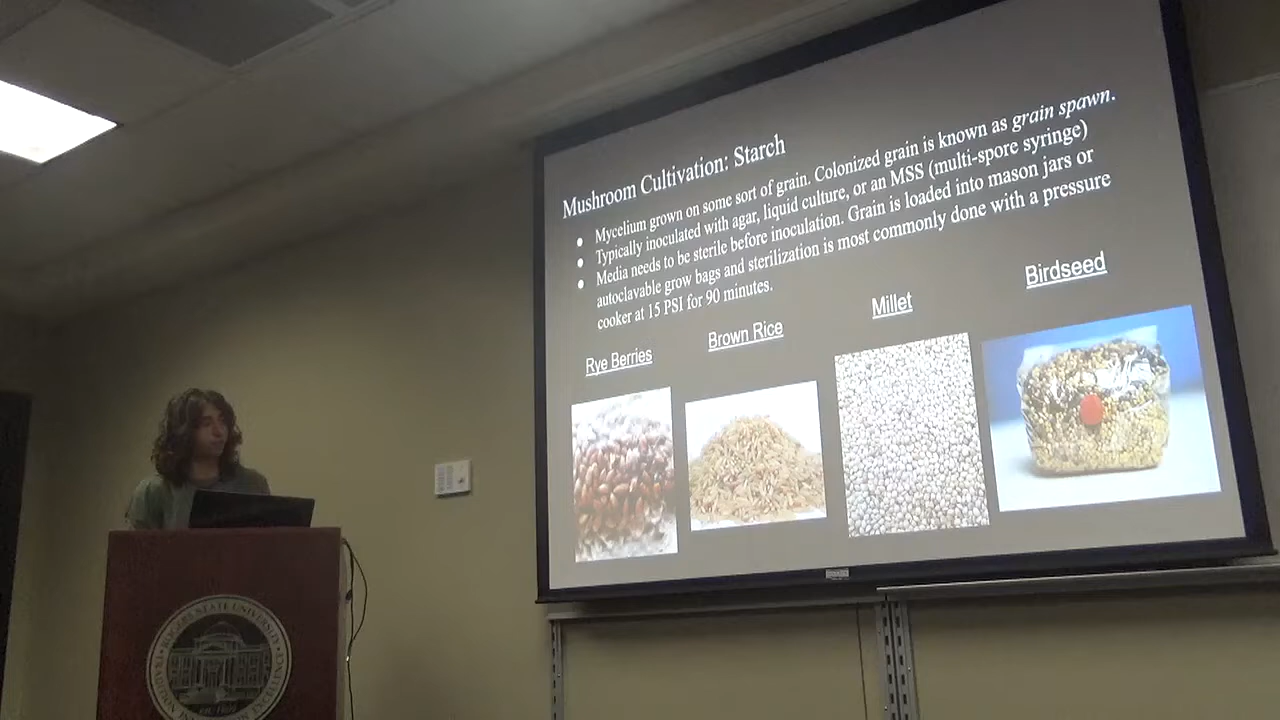 Mushroom Cultivation: Starch
● Mycelium grown on some sort of grain. Colonized grain is known as grain spawn.
● Typically inoculated with agar, liquid culture, or an MSS (multi-spore syringe)
● Media needs to be sterile before inoculation. Grain is loaded into mason jars or
autoclavable grow bags and sterilization is most commonly done with a pressure
cooker at 15 PSI for 90 minutes.
Rye Berries
Brown Rice
Millet
Birdseed
ROGERS STATE UNIVERSITY